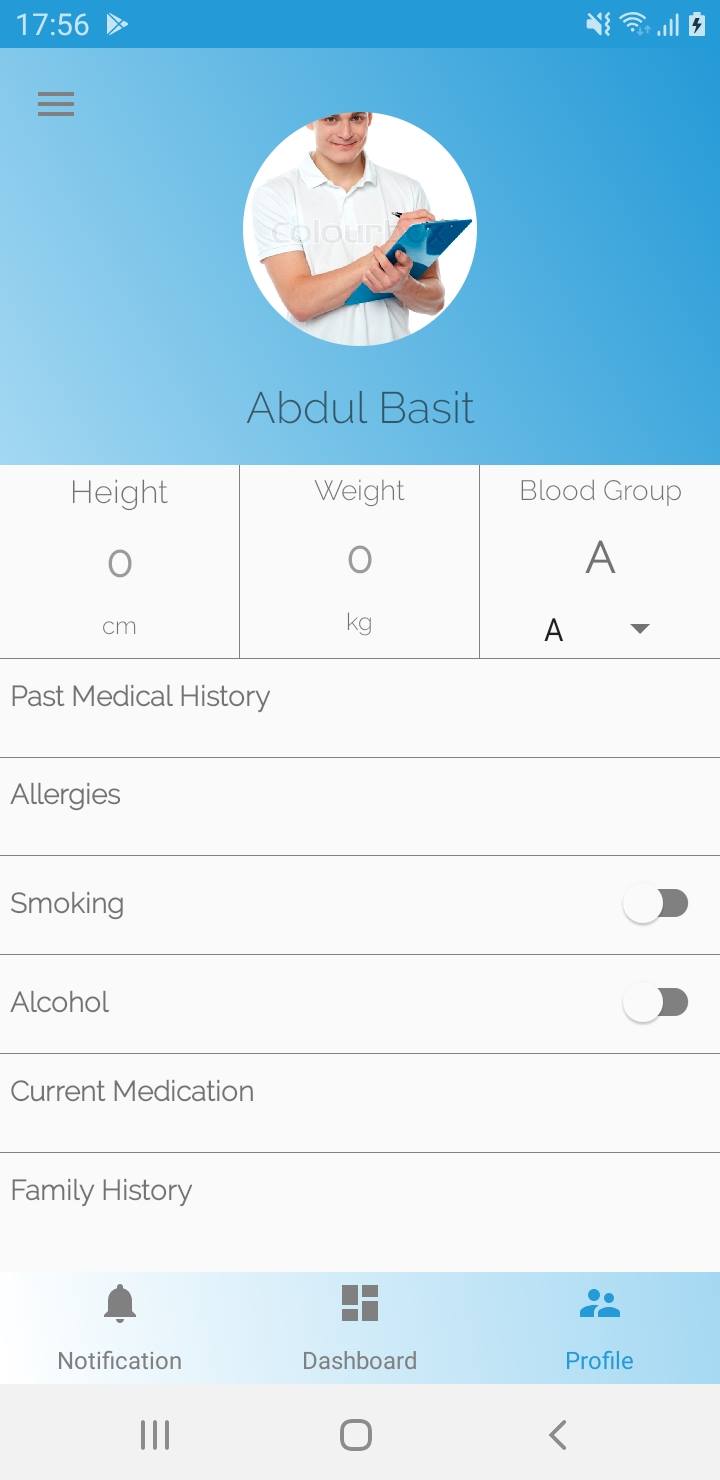 17:56
Colourb
Abdul Basit
Height Weight Blood Group
0 0 A
cm kg A
Past Medical History
Allergies
Smoking
Alcohol
Current Medication
Family History
Notification Dashboard Profile